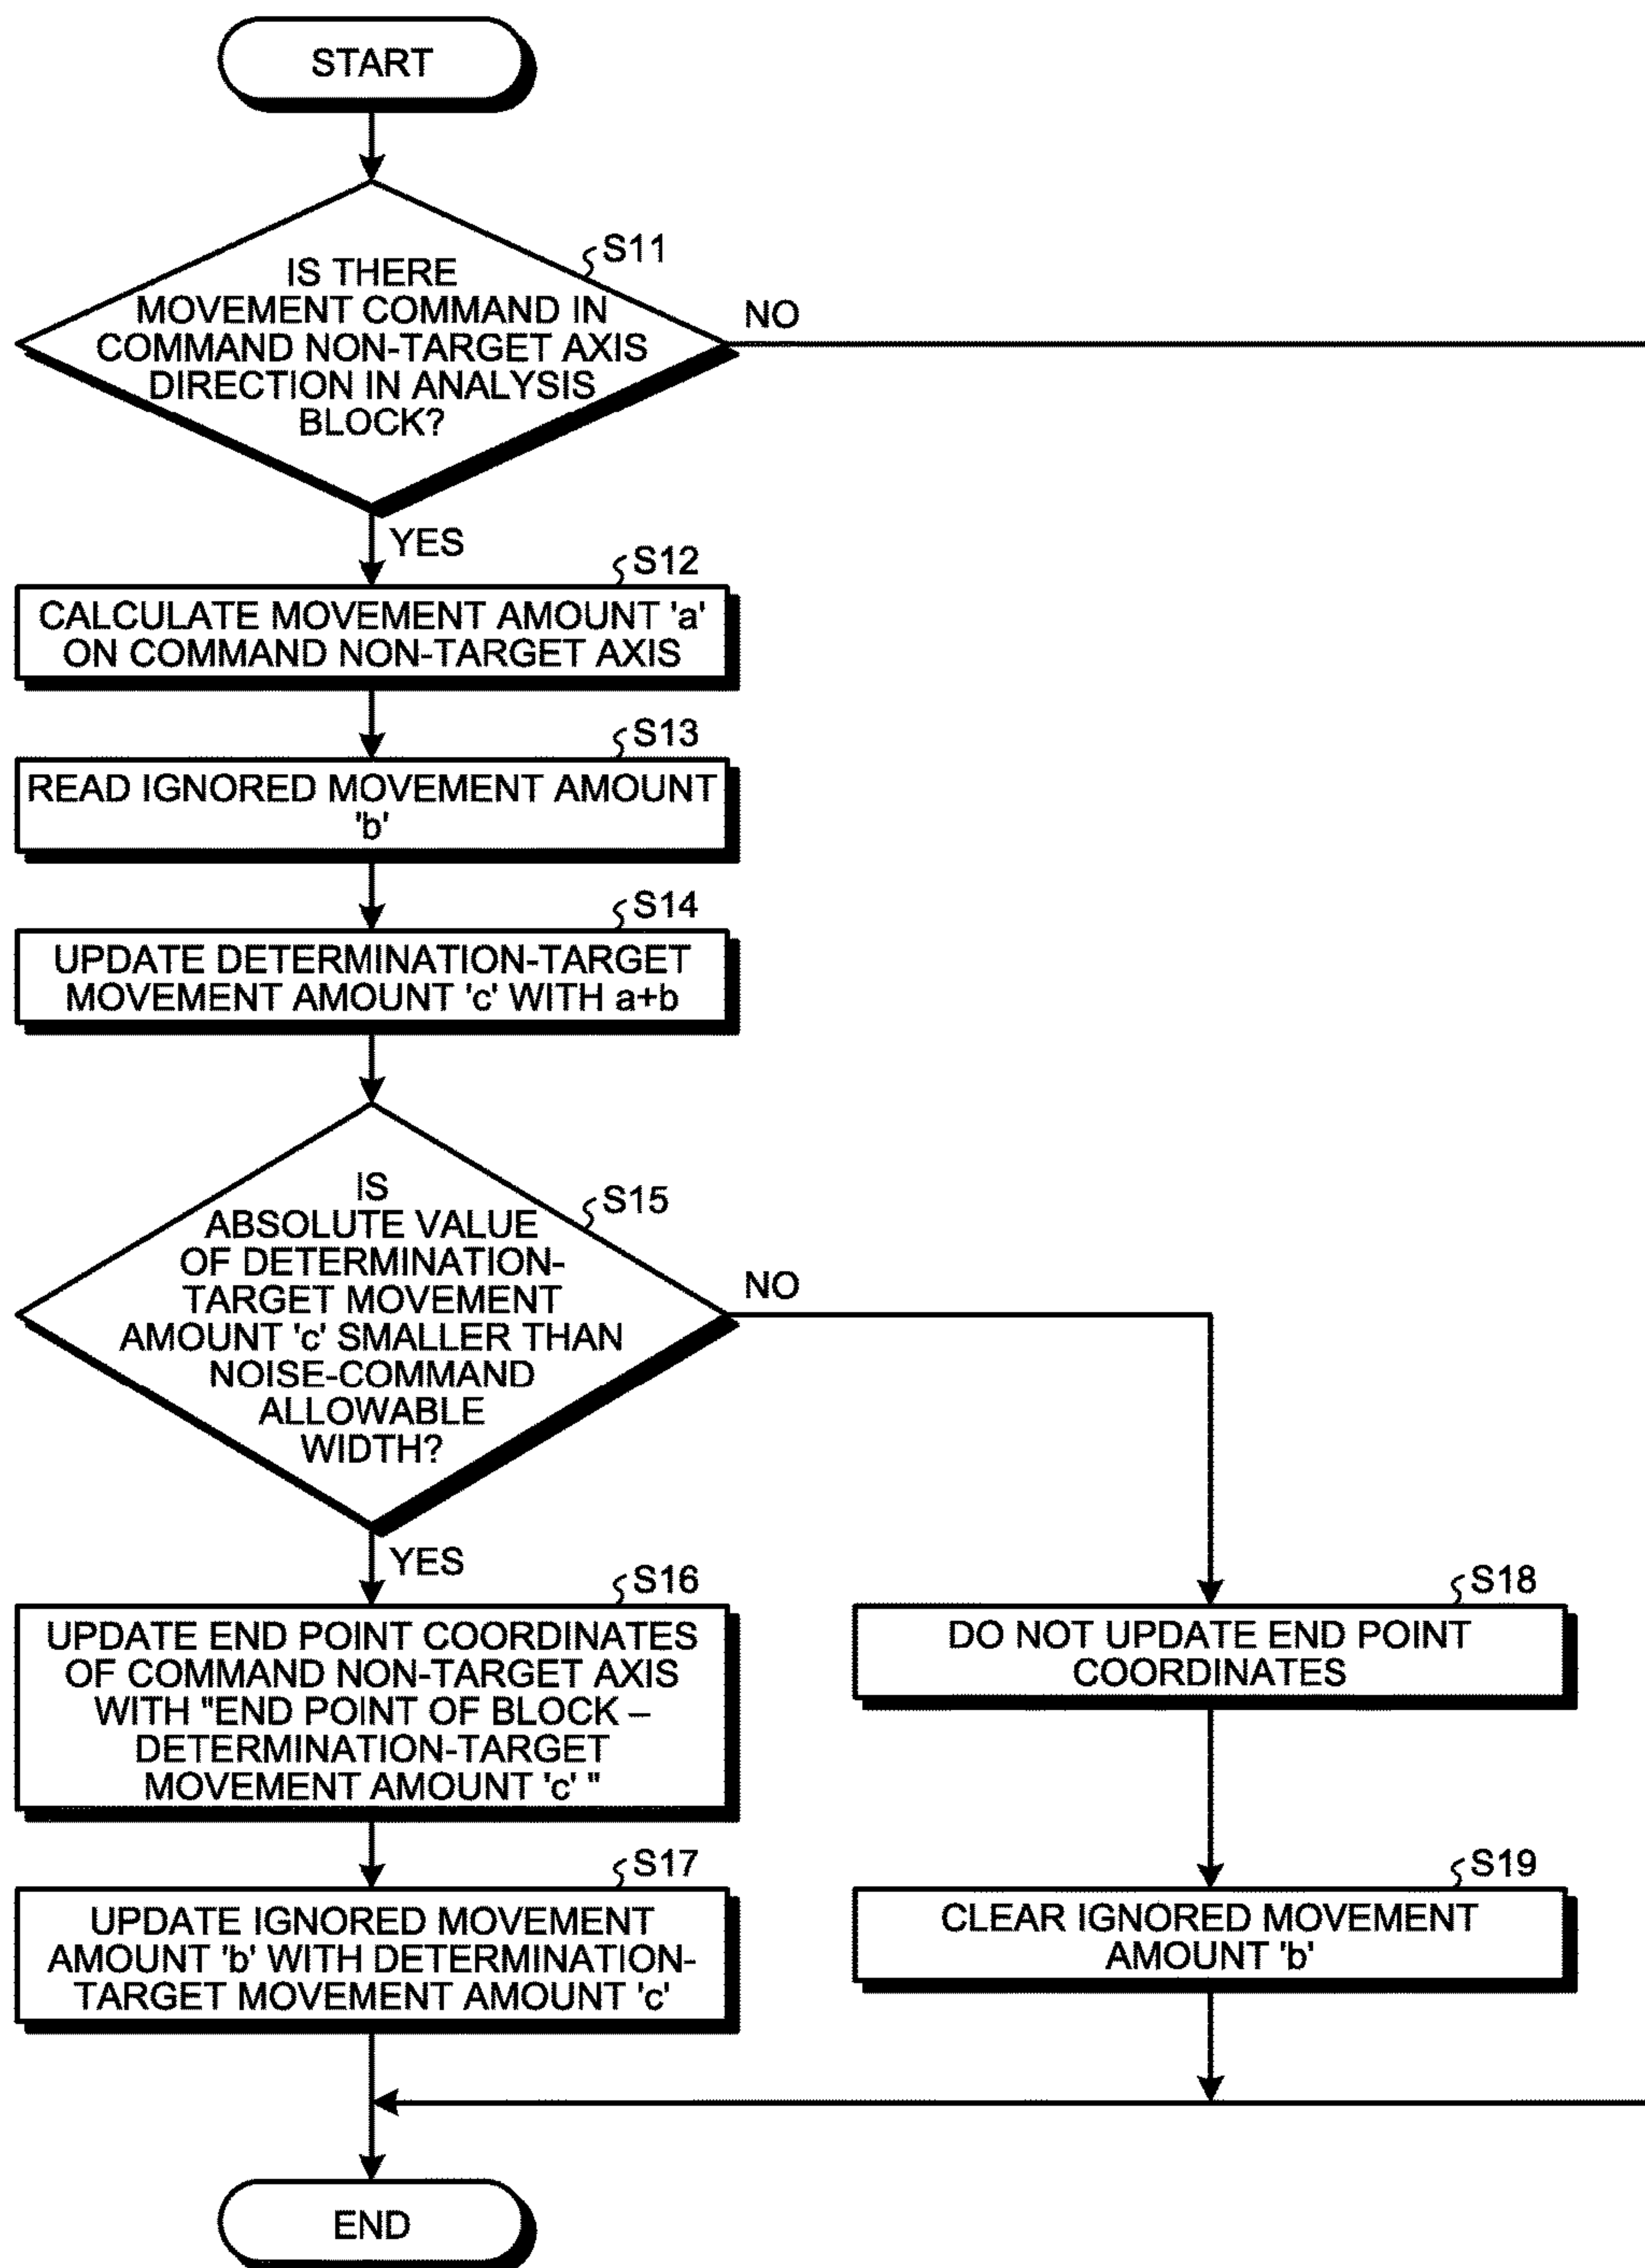 START
S11
IS THERE
MOVEMENT COMMAND IN
COMMAND NON-TARGET AXIS
DIRECTION IN ANALYSIS
BLOCK?
NO
YES
S12
CALCULATE MOVEMENT AMOUNT 'a'
ON COMMAND NON-TARGET AXIS
S13
READ IGNORED MOVEMENT AMOUNT
'b'
S14
UPDATE DETERMINATION-TARGET
MOVEMENT AMOUNT 'c' WITH a+b
S15
IS
ABSOLUTE VALUE
OF DETERMINATION-
TARGET MOVEMENT
AMOUNT 'c' SMALLER THAN
NOISE-COMMAND
ALLOWABLE
WIDTH?
NO
YES
S16
UPDATE END POINT COORDINATES
OF COMMAND NON-TARGET AXIS
WITH "END POINT OF BLOCK –
DETERMINATION-TARGET
MOVEMENT AMOUNT 'c' "
S18
DO NOT UPDATE END POINT
COORDINATES
S17
UPDATE IGNORED MOVEMENT
AMOUNT 'b' WITH DETERMINATION-
TARGET MOVEMENT AMOUNT 'c'
S19
CLEAR IGNORED MOVEMENT
AMOUNT 'b'
END